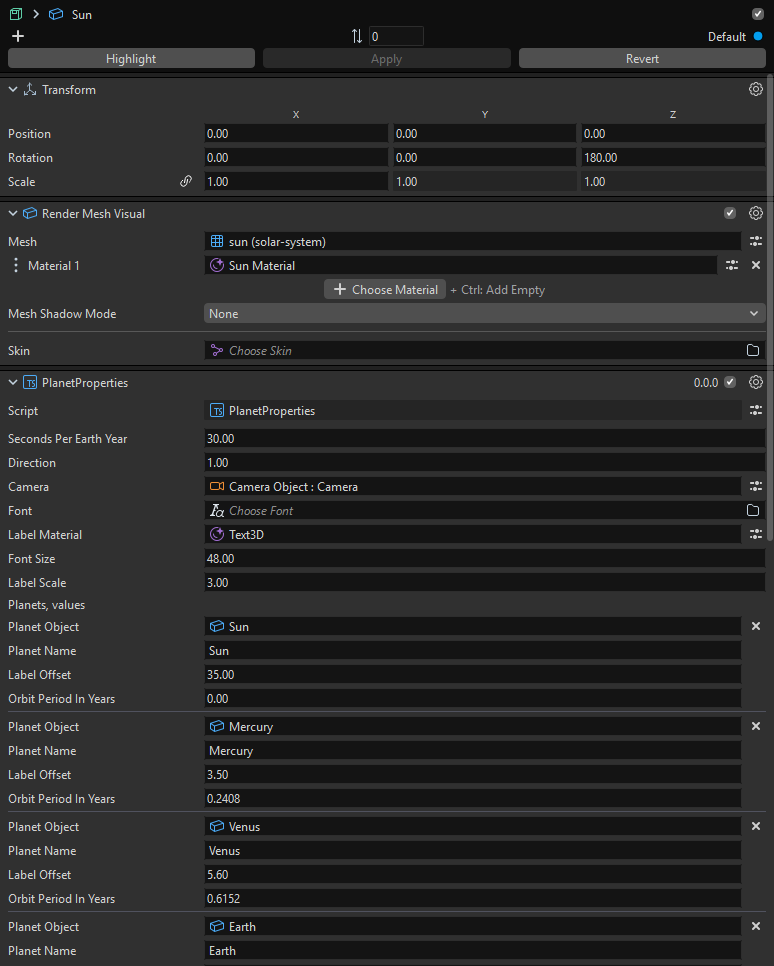 Sun
0
Default
Highlight Apply Revert
Transform
X Y Z
Position 0.00 0.00 0.00
Rotation 0.00 0.00 180.00
Scale 1.00 1.00 1.00
Render Mesh Visual
Mesh sun (solar-system)
Material 1 Sun Material
+ Choose Material + Ctrl: Add Empty
Mesh Shadow Mode None
Skin Choose Skin
TS PlanetProperties 0.0.0
Script TS PlanetProperties
Seconds Per Earth Year 30.00
Direction 1.00
Camera Camera Object : Camera
Font Choose Font
Label Material Text3D
Font Size 48.00
Label Scale 3.00
Planets, values
Planet Object Sun
Planet Name Sun
Label Offset 35.00
Orbit Period In Years 0.00
Planet Object Mercury
Planet Name Mercury
Label Offset 3.50
Orbit Period In Years 0.2408
Planet Object Venus
Planet Name Venus
Label Offset 5.60
Orbit Period In Years 0.6152
Planet Object Earth
Planet Name Earth